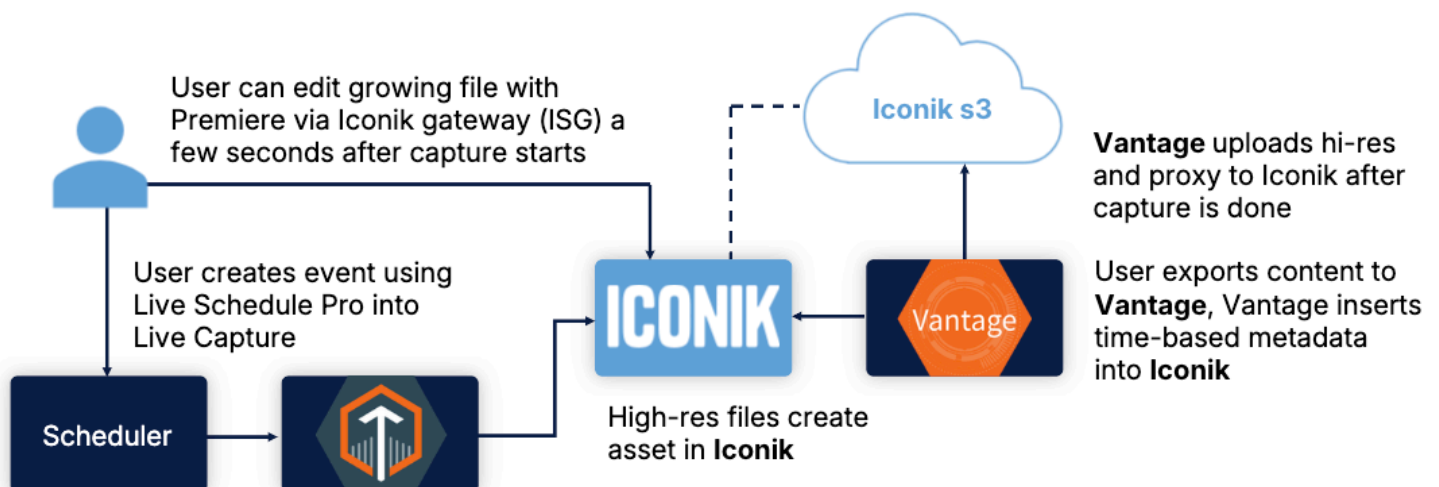 User can edit growing file with
Premiere via Iconik gateway (ISG) a
few seconds after capture starts
Iconik s3
Vantage uploads hi-res
and proxy to Iconik after
capture is done
User creates event using
Live Schedule Pro into
Live Capture
ICONIK
Vantage
User exports content to
Vantage, Vantage inserts
time-based metadata
into Iconik
Scheduler
High-res files create
asset in Iconik